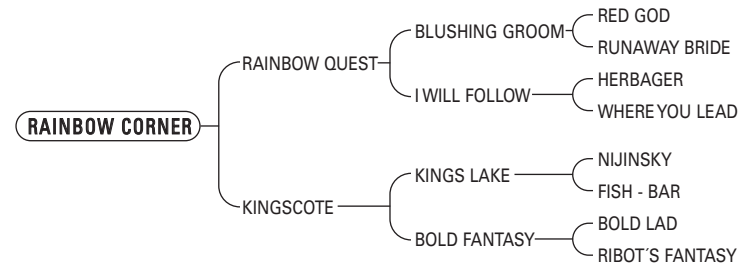 RED GOD
BLUSHING GROOM
RUNAWAY BRIDE
RAINBOW QUEST
HERBAGER
I WILL FOLLOW
WHERE YOU LEAD
RAINBOW CORNER
NIJINSKY
KINGS LAKE
FISH - BAR
KINGSCOTE
BOLD LAD
BOLD FANTASY
RIBOT´S FANTASY